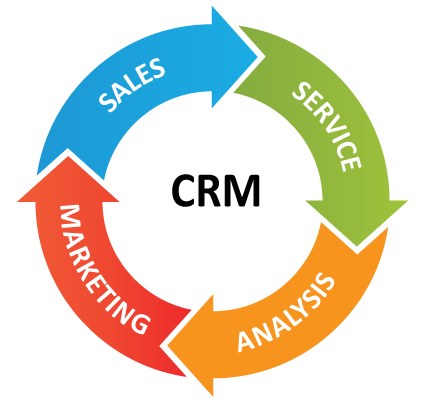 SALES
SERVICE
CRM
MARKETING
ANALYSIS